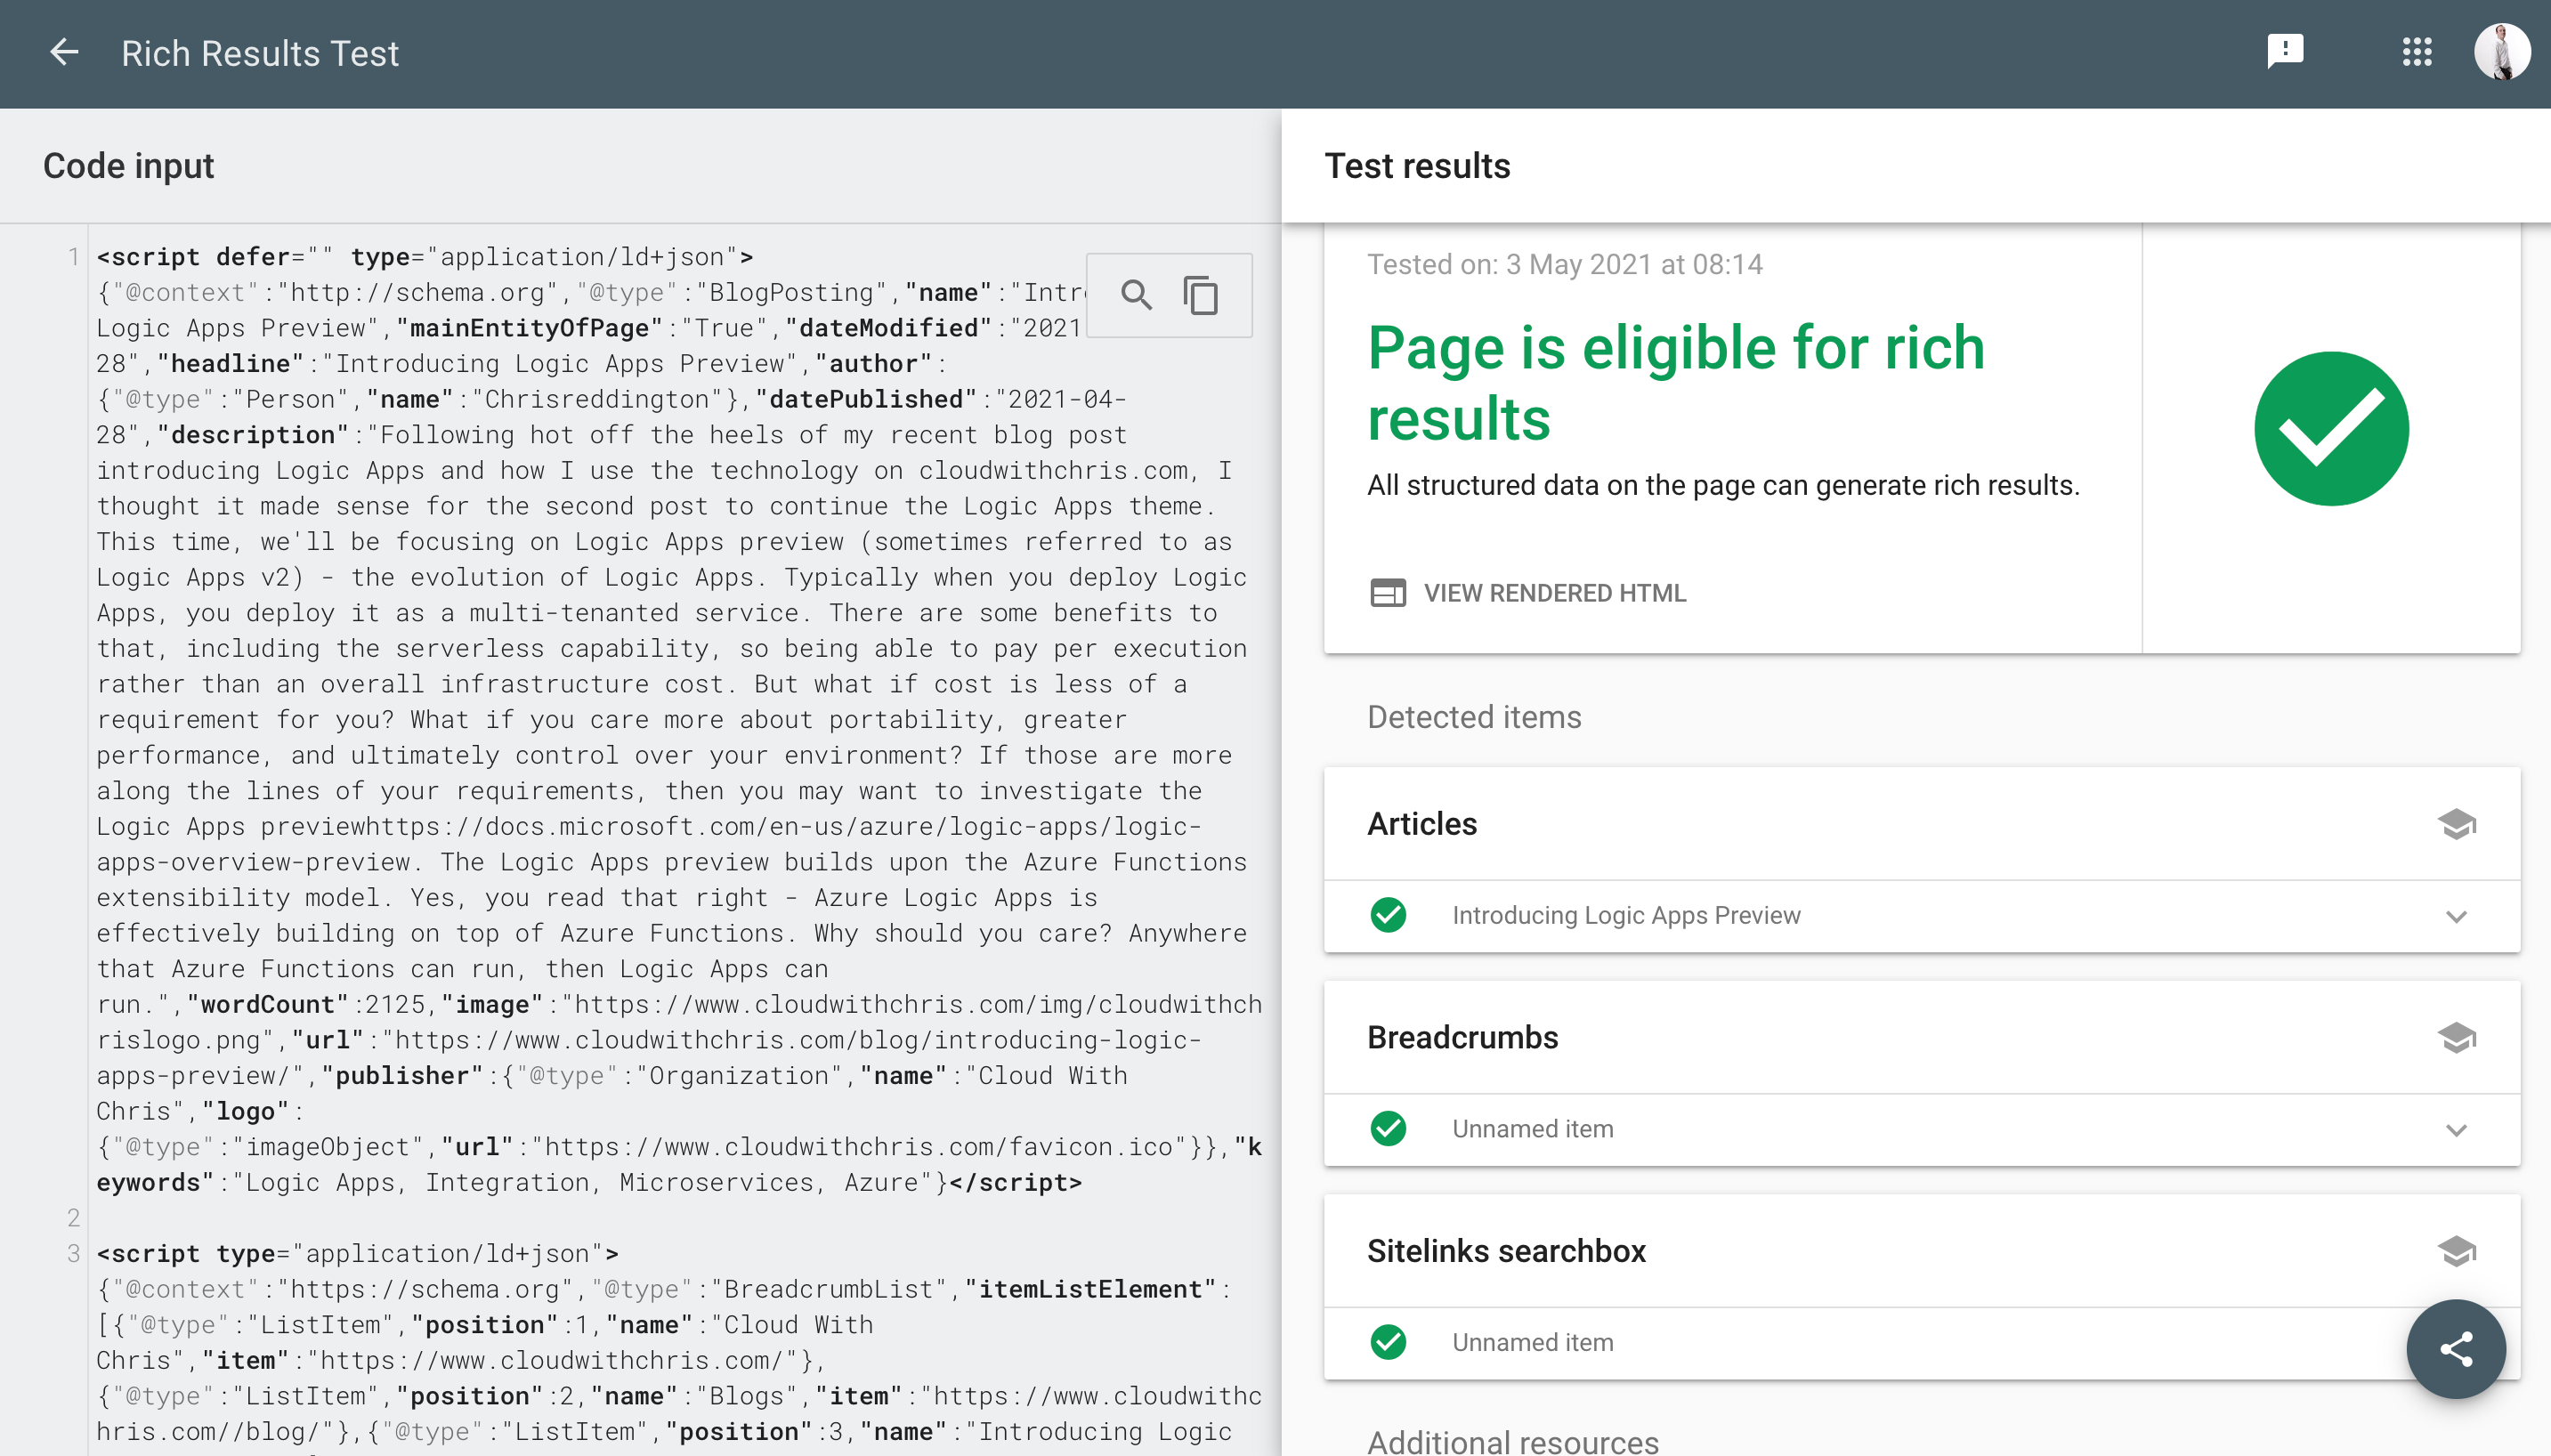 Rich Results Test
Code input
1
<script defer="" type="application/ld+json">
{"@context":"http://schema.org","@type":"BlogPosting","name":"Intr
Logic Apps Preview","mainEntityOfPage":"True","dateModified":"2021
28","headline":"Introducing Logic Apps Preview","author":
{"@type":"Person","name":"Chrisreddington"},"datePublished":"2021-04-
28","description":"Following hot off the heels of my recent blog post
introducing Logic Apps and how I use the technology on cloudwithchris.com, I
thought it made sense for the second post to continue the Logic Apps theme.
This time, we'll be focusing on Logic Apps preview (sometimes referred to as
Logic Apps v2) - the evolution of Logic Apps. Typically when you deploy Logic
Apps, you deploy it as a multi-tenanted service. There are some benefits to
that, including the serverless capability, so being able to pay per execution
rather than an overall infrastructure cost. But what if cost is less of a
requirement for you? What if you care more about portability, greater
performance, and ultimately control over your environment? If those are more
along the lines of your requirements, then you may want to investigate the
Logic Apps previewhttps://docs.microsoft.com/en-us/azure/logic-apps/logic-
apps-overview-preview. The Logic Apps preview builds upon the Azure Functions
extensibility model. Yes, you read that right - Azure Logic Apps is
effectively building on top of Azure Functions. Why should you care? Anywhere
that Azure Functions can run, then Logic Apps can
run.","wordCount":2125,"image":"https://www.cloudwithchris.com/img/cloudwithch
rislogo.png","url":"https://www.cloudwithchris.com/blog/introducing-logic-
apps-preview/","publisher":{"@type":"Organization","name":"Cloud With
Chris","logo":
{"@type":"imageObject","url":"https://www.cloudwithchris.com/favicon.ico"}},"k
eywords":"Logic Apps, Integration, Microservices, Azure"}</script>
2
3
<script type="application/ld+json">
{"@context":"https://schema.org","@type":"BreadcrumbList","itemListElement":
[{"@type":"ListItem","position":1,"name":"Cloud With
Chris","item":"https://www.cloudwithchris.com/"},
{"@type":"ListItem","position":2,"name":"Blogs","item":"https://www.cloudwithc
hris.com//blog/"},{"@type":"ListItem","position":3,"name":"Introducing Logic
Test results
Tested on: 3 May 2021 at 08:14
Page is eligible for rich
results
All structured data on the page can generate rich results.
VIEW RENDERED HTML
Detected items
Articles
Introducing Logic Apps Preview
Breadcrumbs
Unnamed item
Sitelinks searchbox
Unnamed item
Additional resources